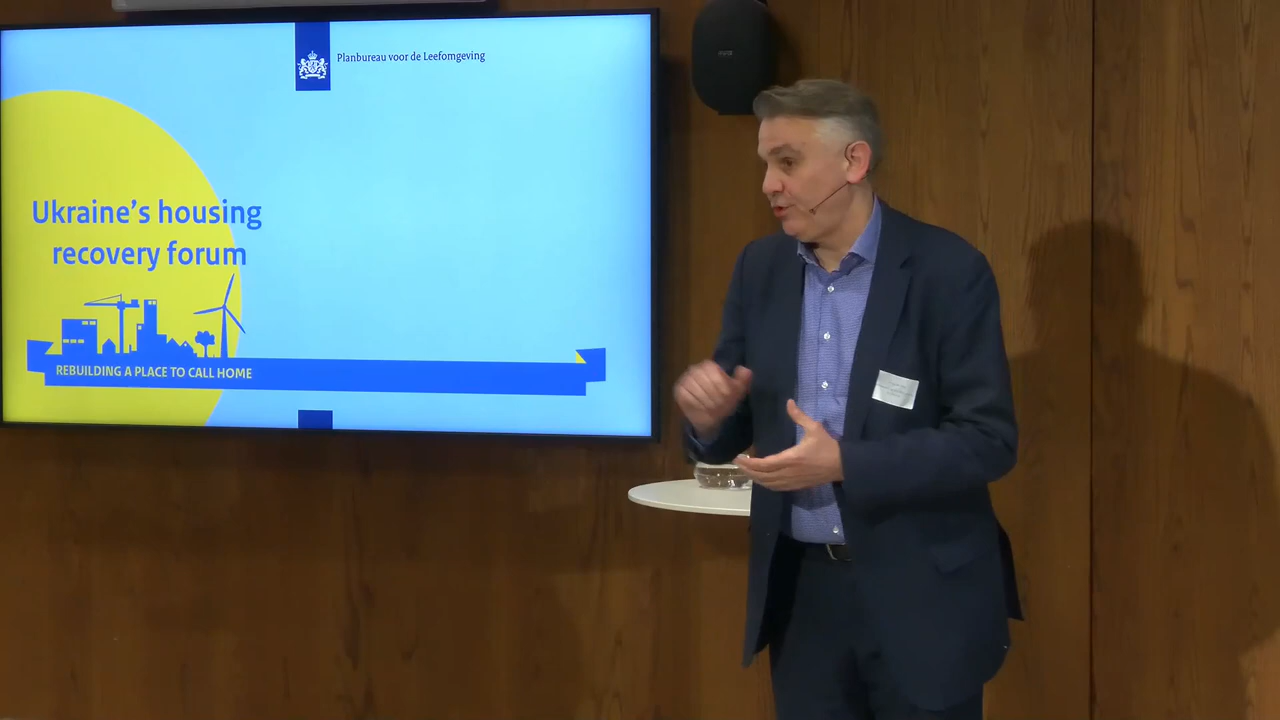 Planbureau voor de Leefomgeving
Ukraine's housing
recovery forum
REBUILDING A PLACE TO CALL HOME